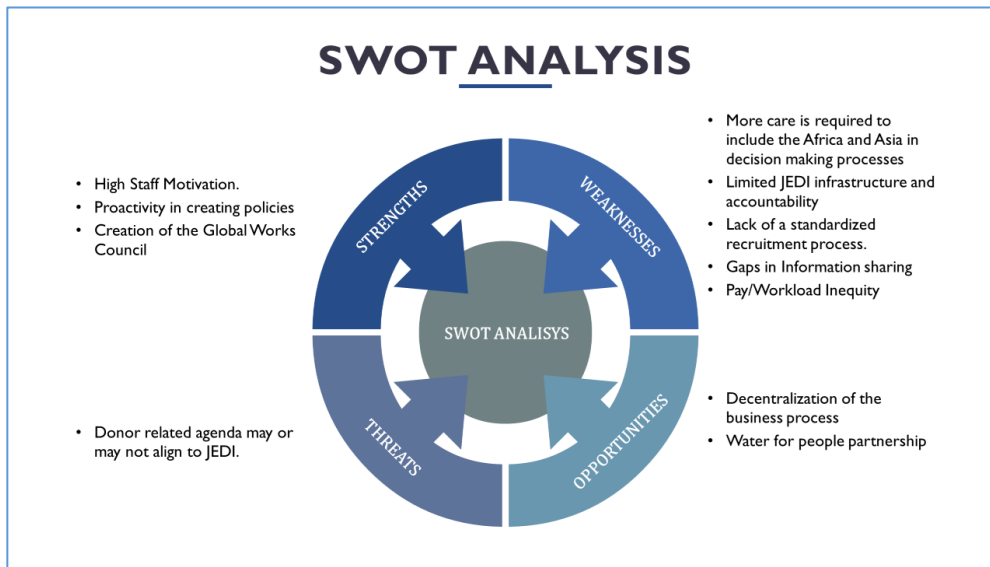 SWOT ANALYSIS
• High Staff Motivation.
• Proactivity in creating policies
• Creation of the Global Works
Council
STRENGTHS
WEAKNESSES
• More care is required to
include the Africa and Asia in
decision making processes
• Limited JEDI infrastructure and
accountability
• Lack of a standardized
recruitment process.
• Gaps in Information sharing
• Pay/Workload Inequity
SWOT ANALISYS
• Donor related agenda may or
may not align to JEDI.
THREATS
OPPORTUNITIES
• Decentralization of the
business process
• Water for people partnership